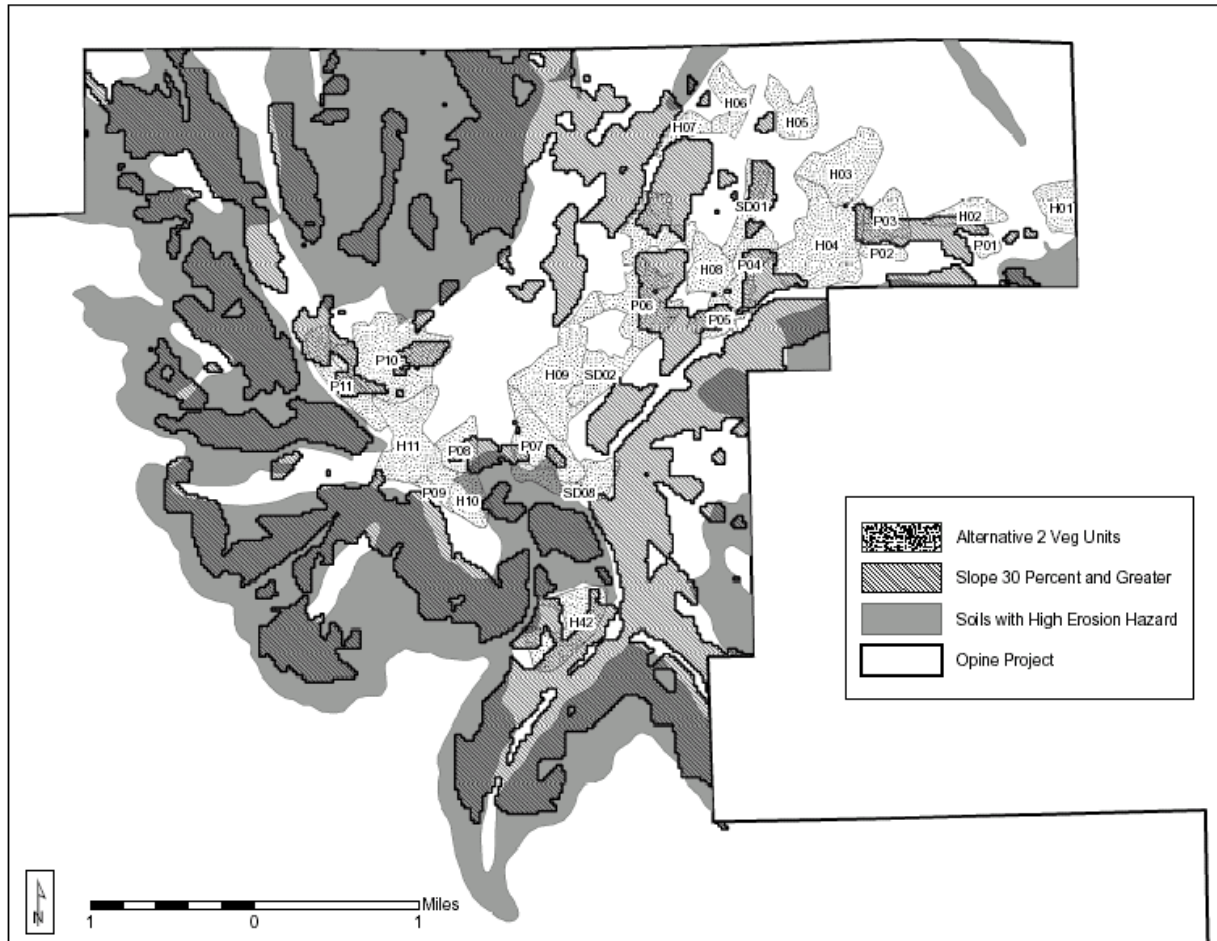 H06
H05
H07
H03
SD01
H01
P03
H02
H04
P01
P02
H08
P04
P06
P05
P10
H09
SD02
P11
H11
P08
P07
P09
H10
SD08
H42
Alternative 2 Veg Units
Slope 30 Percent and Greater
Soils with High Erosion Hazard
Opine Project
N
Miles
1
0
1